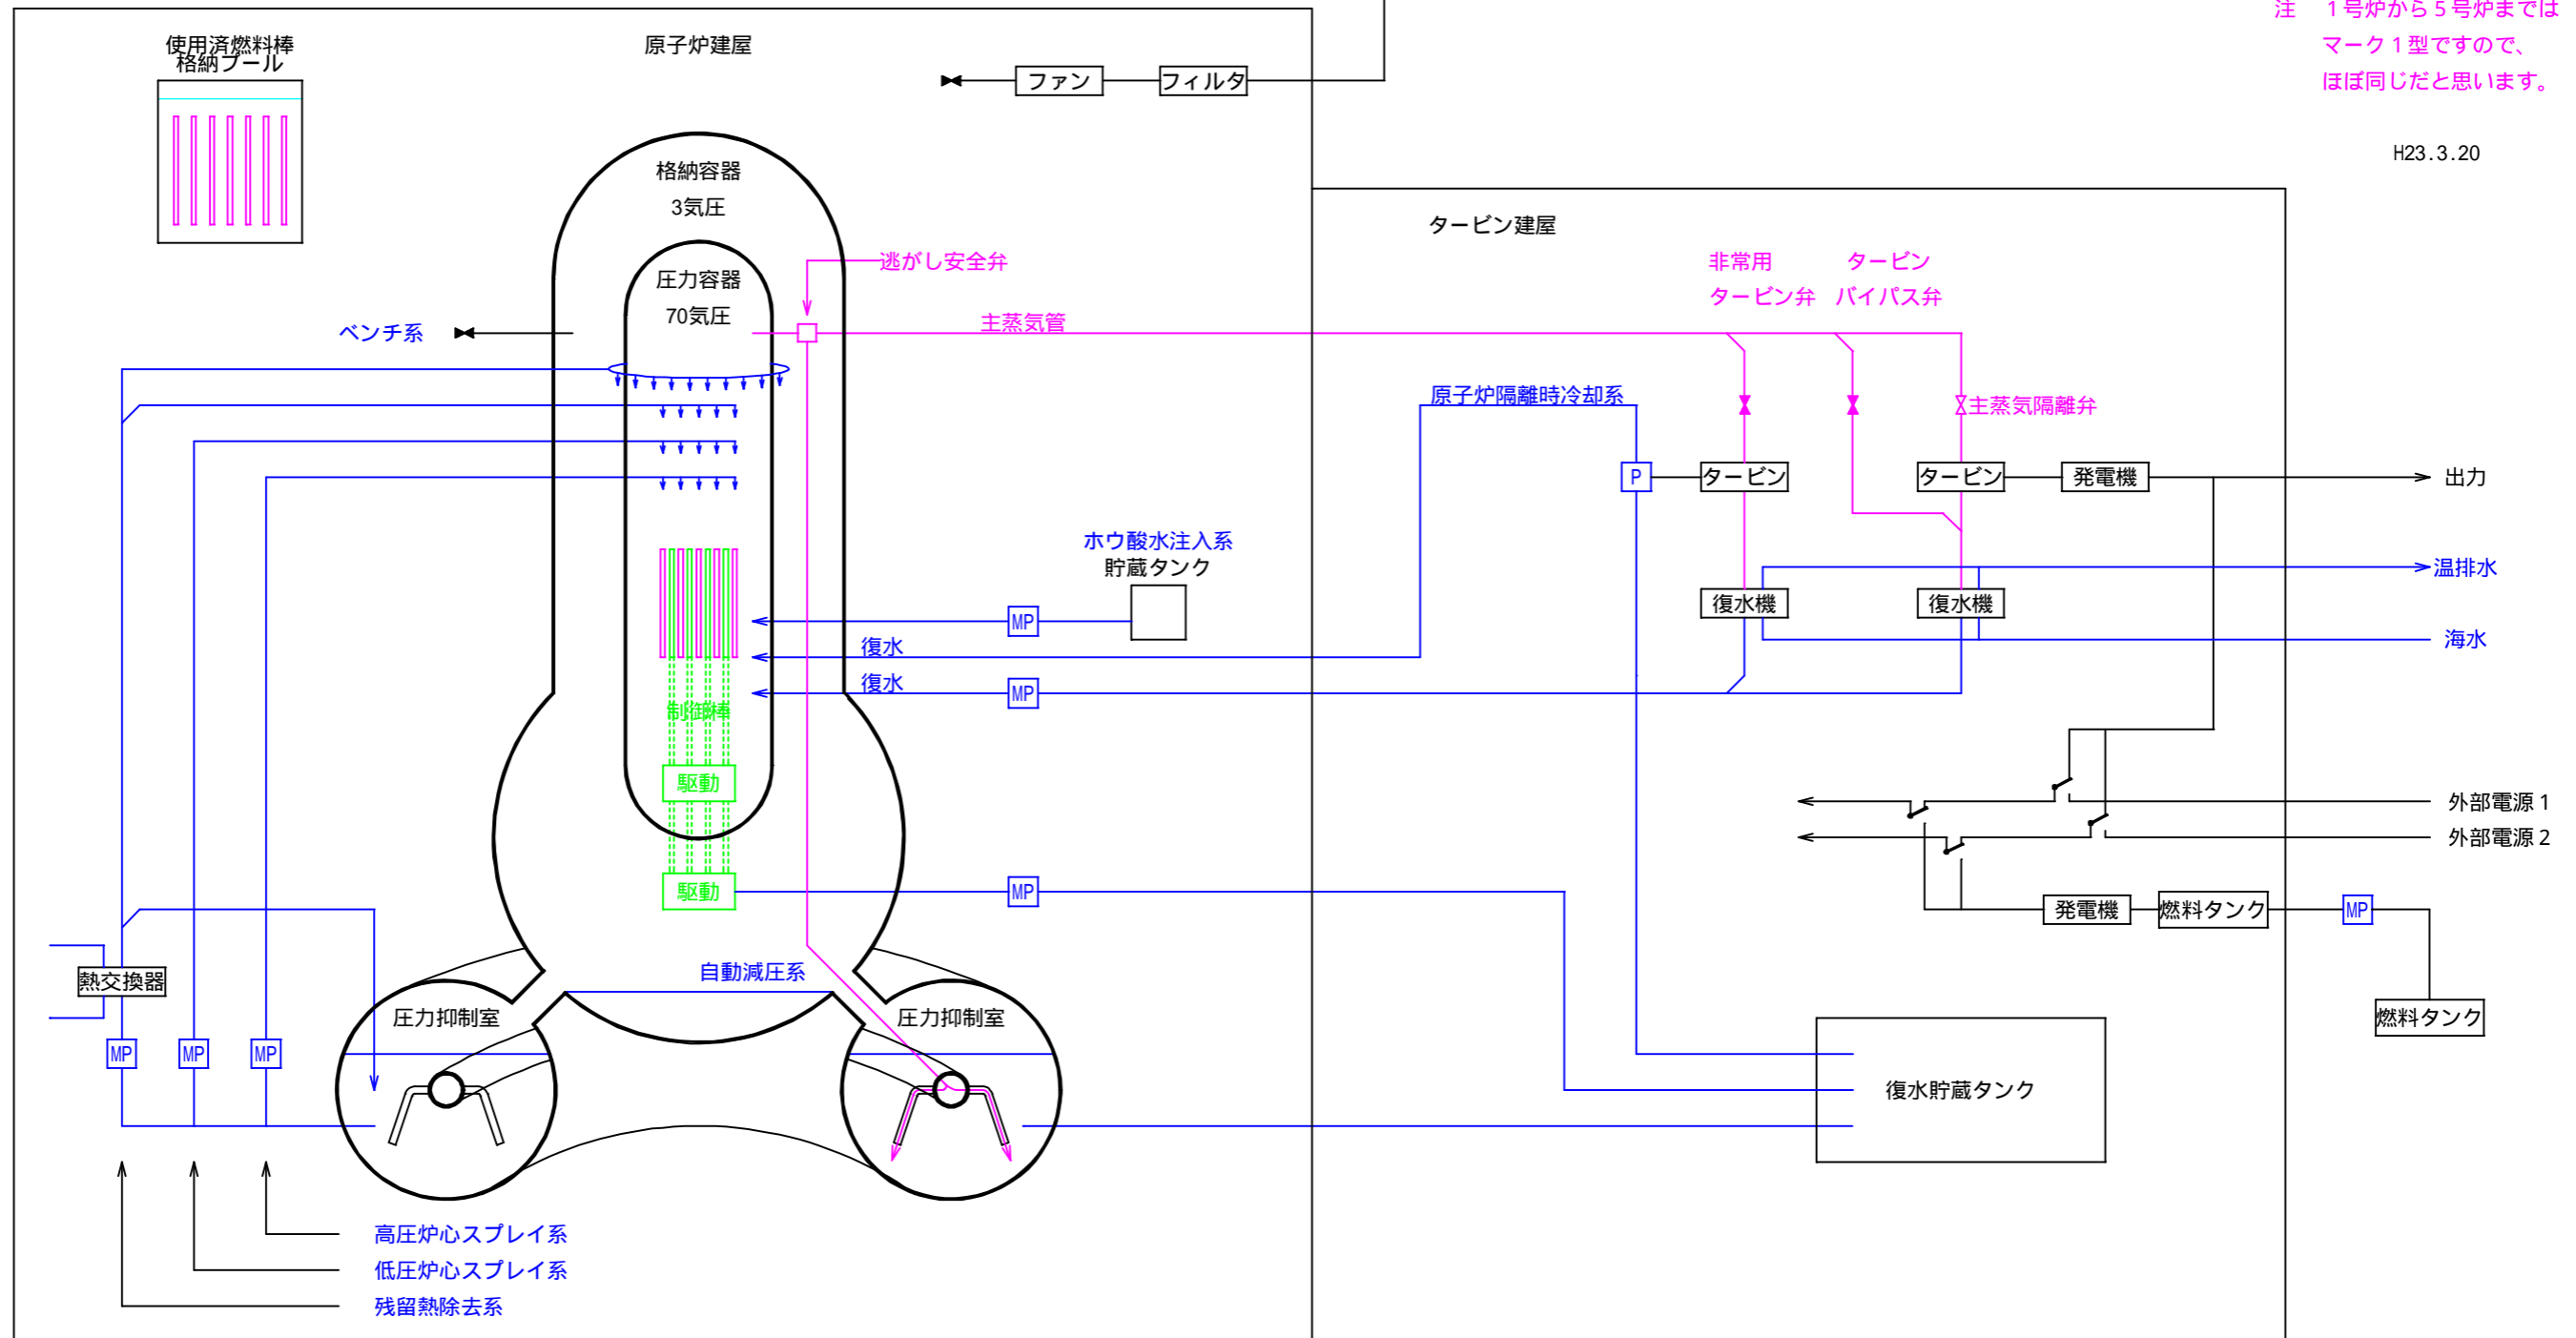 注　１号炉から５号炉までは
マーク１型ですので、
ほぼ同じだと思います。
H23.3.20
使用済燃料棒
格納プール
原子炉建屋
ファン
フィルタ
格納容器
3気圧
圧力容器
70気圧
逃がし安全弁
主蒸気管
ベンチ系
タービン建屋
非常用
タービン弁
タービン
バイパス弁
原子炉隔離時冷却系
主蒸気隔離弁
P
タービン
タービン
発電機
出力
ホウ酸水注入系
貯蔵タンク
温排水
MP
復水機
復水機
復水
海水
復水
MP
制御棒
駆動
外部電源１
外部電源２
駆動
MP
発電機
燃料タンク
MP
自動減圧系
熱交換器
圧力抑制室
圧力抑制室
燃料タンク
MP
MP
MP
復水貯蔵タンク
高圧炉心スプレイ系
低圧炉心スプレイ系
残留熱除去系